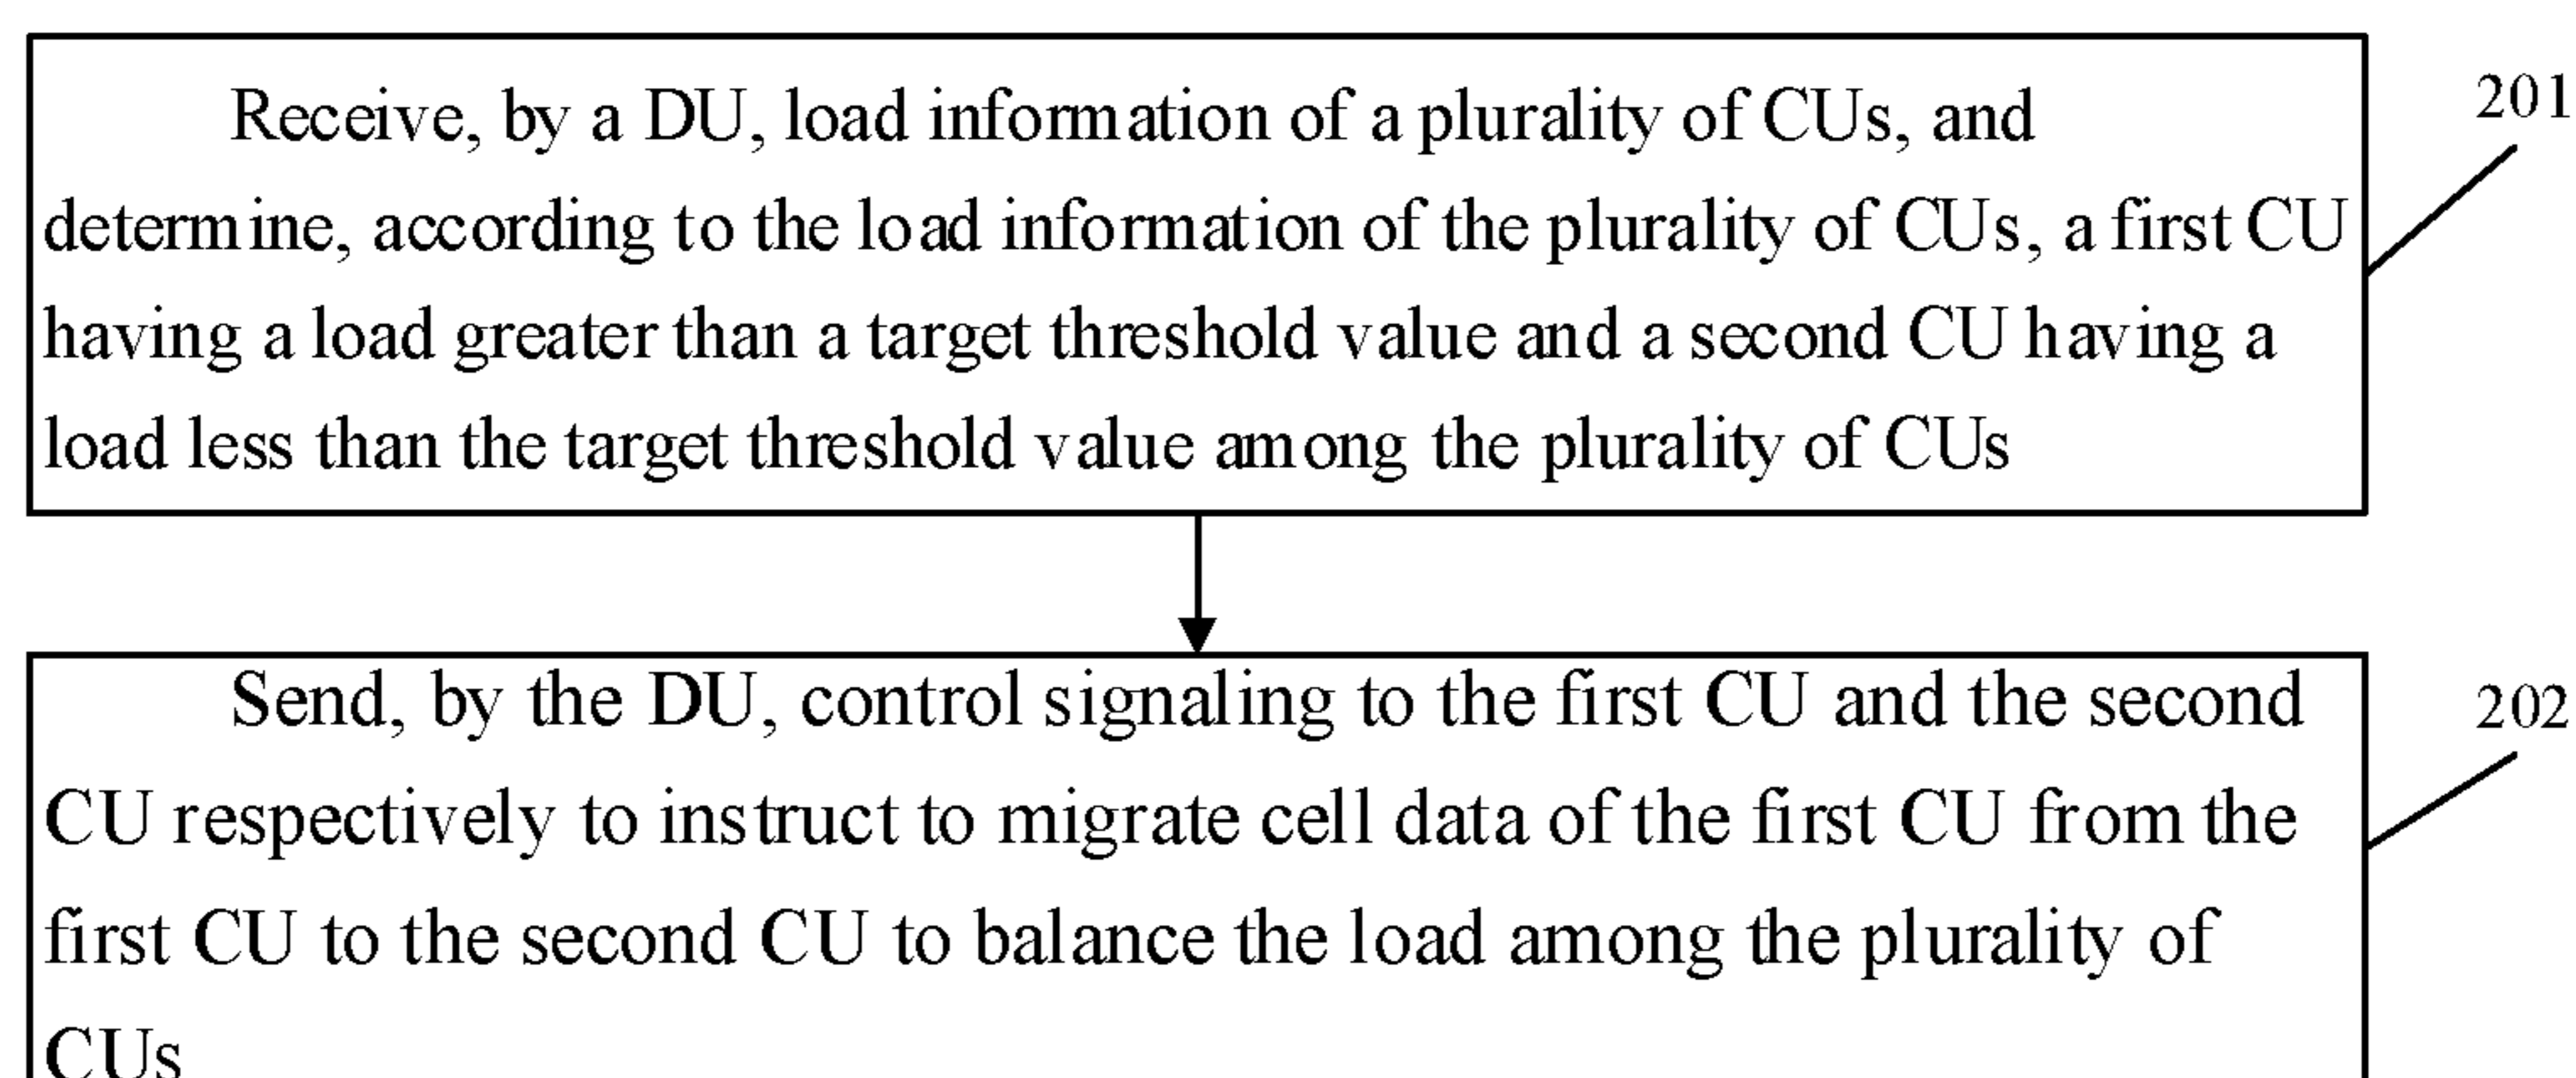 Receive, by a DU, load information of a plurality of CUs, and
determine, according to the load information of the plurality of CUs, a first CU
having a load greater than a target threshold value and a second CU having a
load less than the target threshold value among the plurality of CUs
201
Send, by the DU, control signaling to the first CU and the second
CU respectively to instruct to migrate cell data of the first CU from the
first CU to the second CU to balance the load among the plurality of
CUs
202